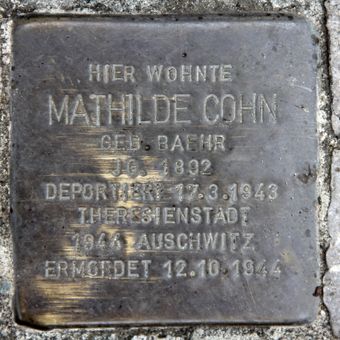 HIER WOHNTE
MATHILDE COHN
GEB. BAEHR
JG. 1892
DEPORTIERT 17.3.1943
THERESIENSTADT
1944 AUSCHWITZ
ERMORDET 12.10.1944